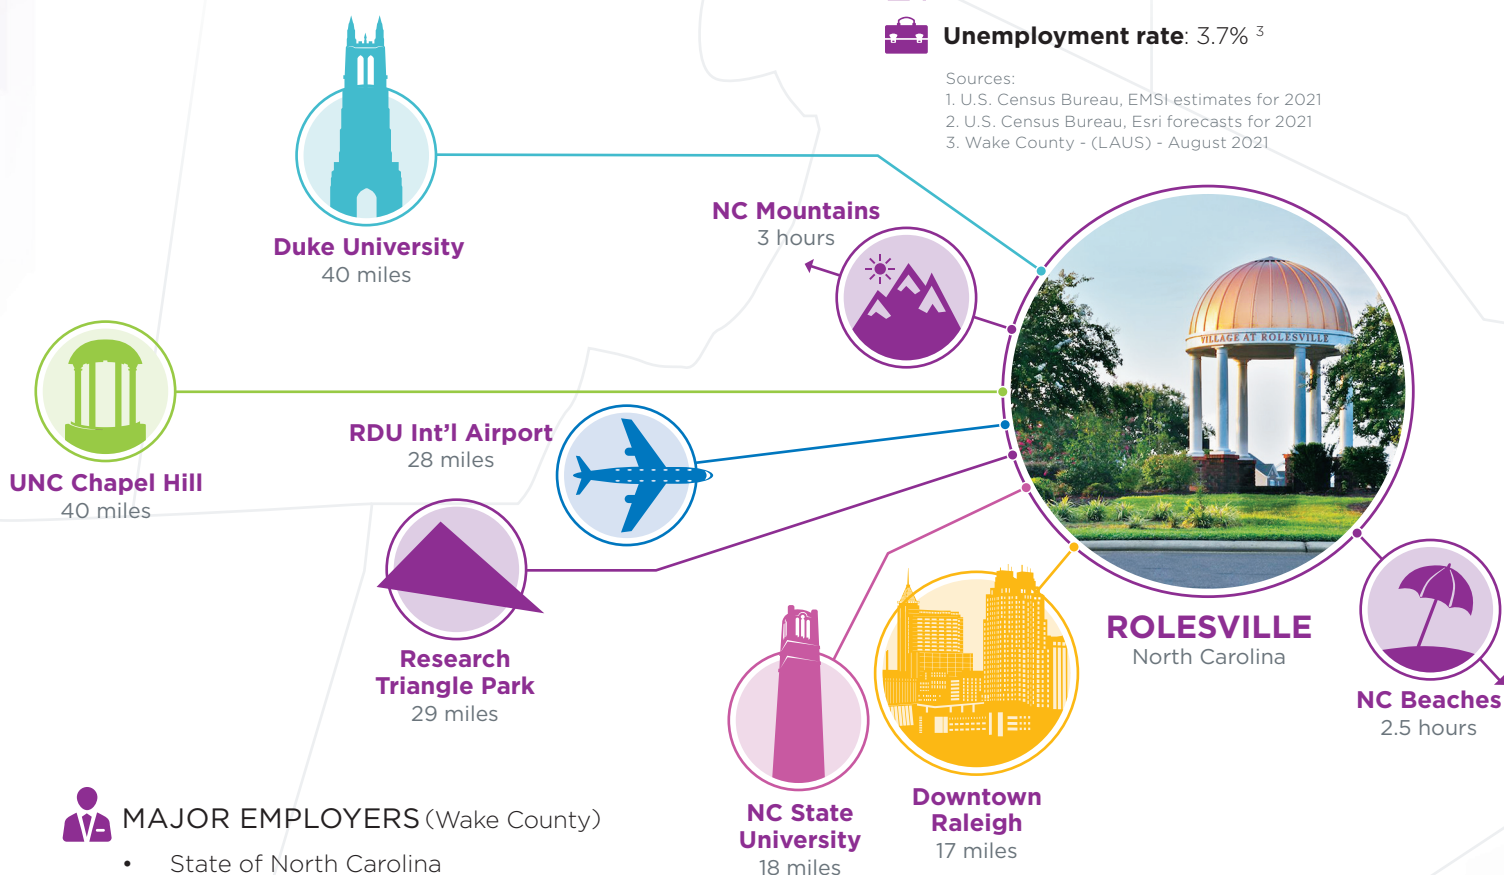 Unemployment rate: 3.7% 3
Sources:
1. U.S. Census Bureau, EMSI estimates for 2021
2. U.S. Census Bureau, Esri forecasts for 2021
3. Wake County - (LAUS) - August 2021
Duke University
40 miles
NC Mountains
3 hours
VILLAGE AT ROLESVILLE
UNC Chapel Hill
40 miles
RDU Int'l Airport
28 miles
Research
Triangle Park
29 miles
ROLESVILLE
North Carolina
NC Beaches
2.5 hours
NC State
University
18 miles
Downtown
Raleigh
17 miles
MAJOR EMPLOYERS (Wake County)
• State of North Carolina